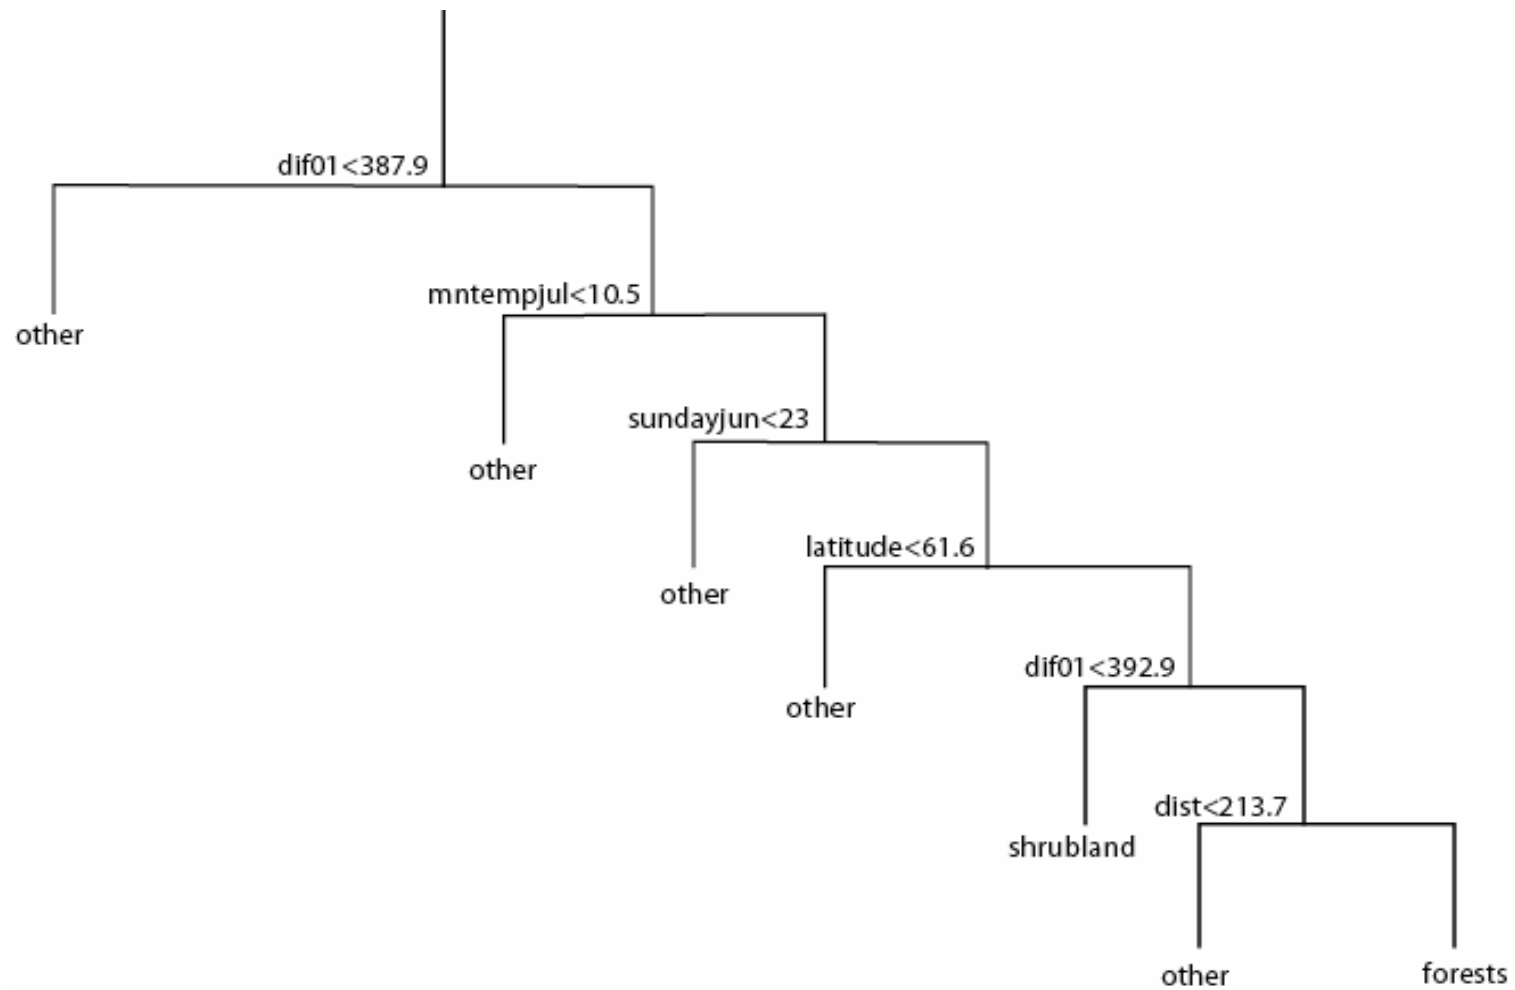 dif01<387.9
other
mntempjul<10.5
other
sundayjun<23
other
latitude<61.6
other
dif01<392.9
shrubland
dist<213.7
other
forests